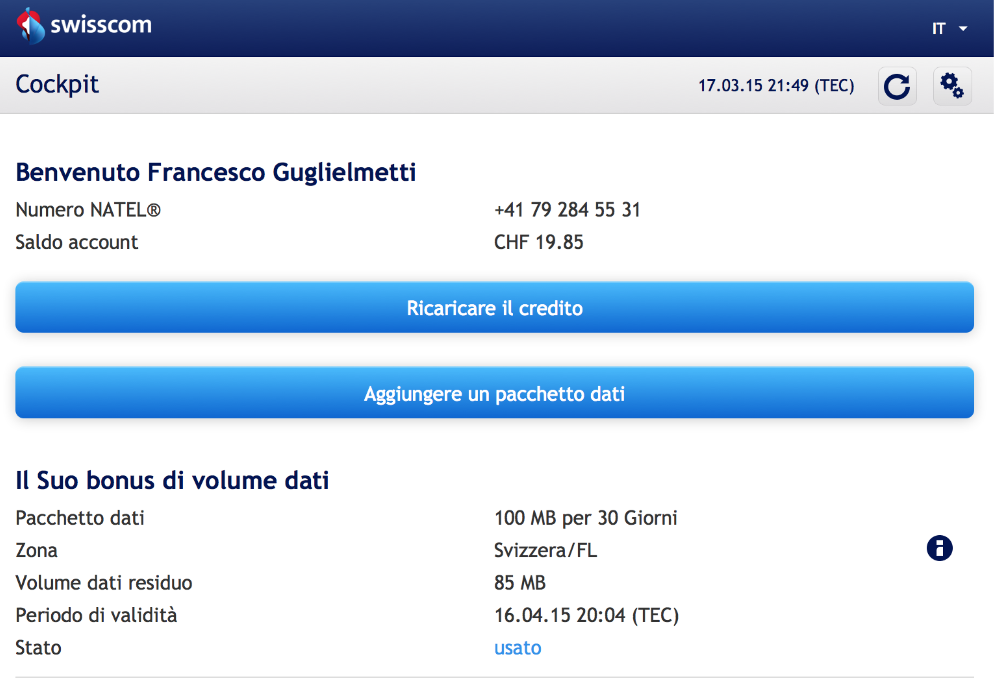 swisscom
IT
Cockpit
17.03.15 21:49 (TEC)
Benvenuto Francesco Guglielmetti
Numero NATEL® +41 79 284 55 31
Saldo account CHF 19.85
Ricaricare il credito
Aggiungere un pacchetto dati
Il Suo bonus di volume dati
Pacchetto dati 100 MB per 30 Giorni
Zona Svizzera/FL
Volume dati residuo 85 MB
Periodo di validità 16.04.15 20:04 (TEC)
Stato usato